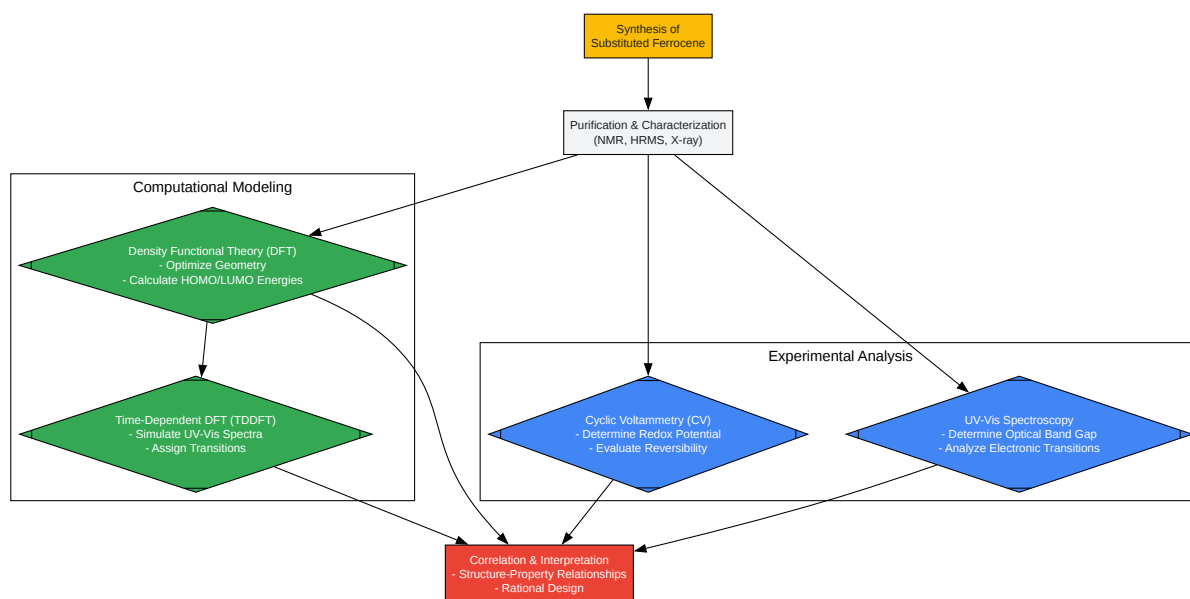 Synthesis of
Substituted Ferrocene
Purification & Characterization
(NMR, HRMS, X-ray)
Computational Modeling
Density Functional Theory (DFT)
- Optimize Geometry
- Calculate HOMO/LUMO Energies
Time-Dependent DFT (TDDFT)
- Simulate UV-Vis Spectra
- Assign Transitions
Experimental Analysis
Cyclic Voltammetry (CV)
- Determine Redox Potential
- Evaluate Reversibility
UV-Vis Spectroscopy
- Determine Optical Band Gap
- Analyze Electronic Transitions
Correlation & Interpretation
- Structure-Property Relationships
- Rational Design